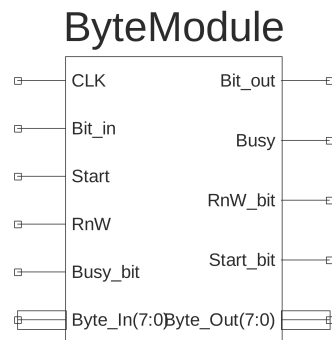 ByteModule
CLK
Bit_out
Bit_in
Busy
Start
RnW_bit
RnW
Start_bit
Busy_bit
Byte_In(7:0)
Byte_Out(7:0)